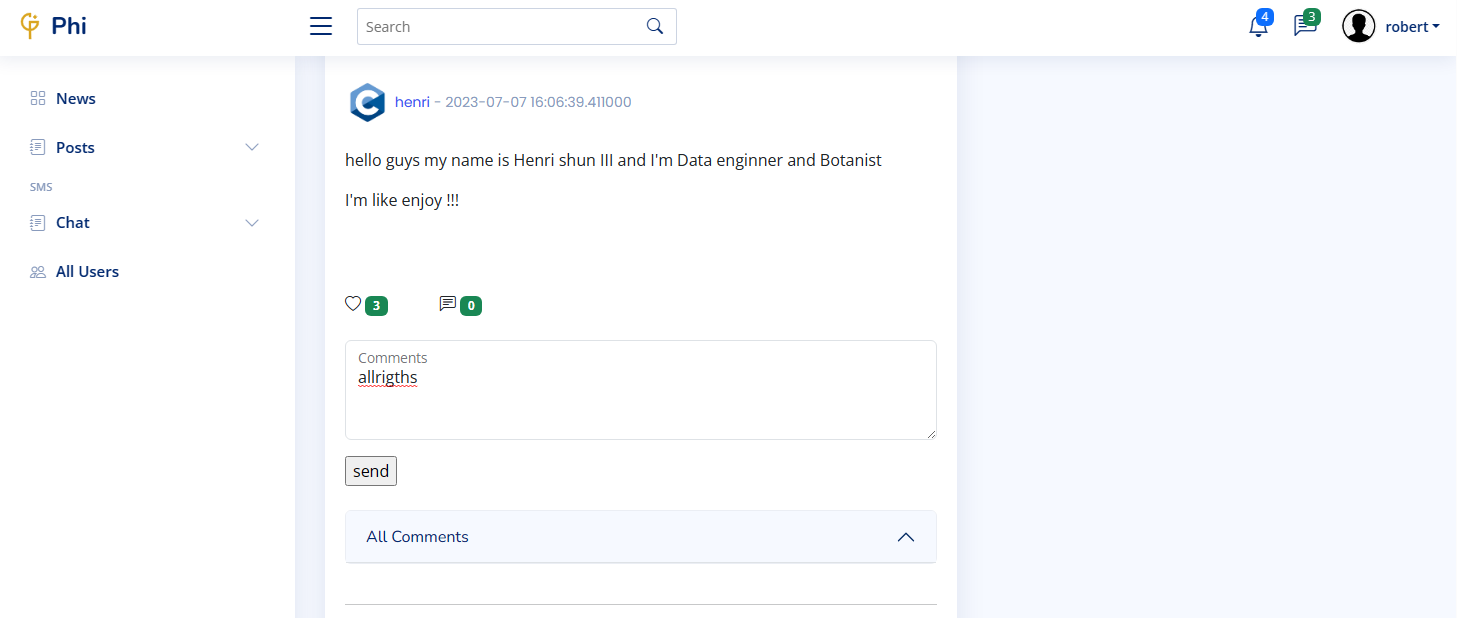 Phi
Search
4
3
robert
News
Posts
SMS
Chat
All Users
henri - 2023-07-07 16:06:39.411000
hello guys my name is Henri shun III and I'm Data enginner and Botanist
I'm like enjoy !!!
3
0
Comments
allrigths
send
All Comments